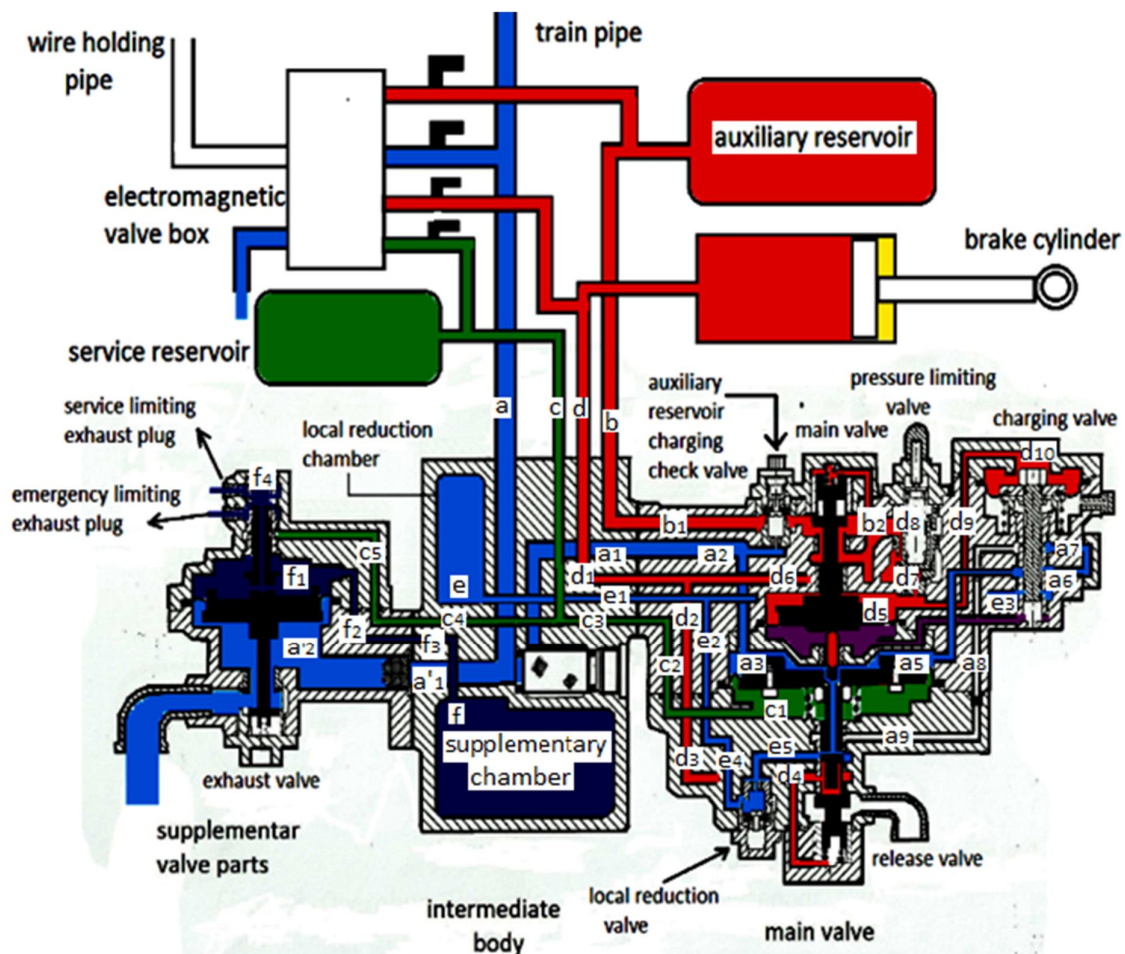 wire holding
pipe
train pipe
auxiliary reservoir
electromagnetic
valve box
brake cylinder
service reservoir
service limiting
exhaust plug
local reduction
chamber
emergency limiting
exhaust plug
a
c
d
b
auxiliary
reservoir
charging
check valve
pressure limiting
valve
main valve
charging valve
f4
d10
b1
b2
d8
d9
c5
a1
a2
a7
f1
d1
d6
d7
a6
e
e1
e3
d5
f2
c4
f3
c3
d2
e2
a'2
a'1
c2
a3
a5
a8
f
c1
a9
supplementary
chamber
d3
e4
e5
d4
exhaust valve
supplementar
valve parts
release valve
local reduction
valve
intermediate
body
main valve